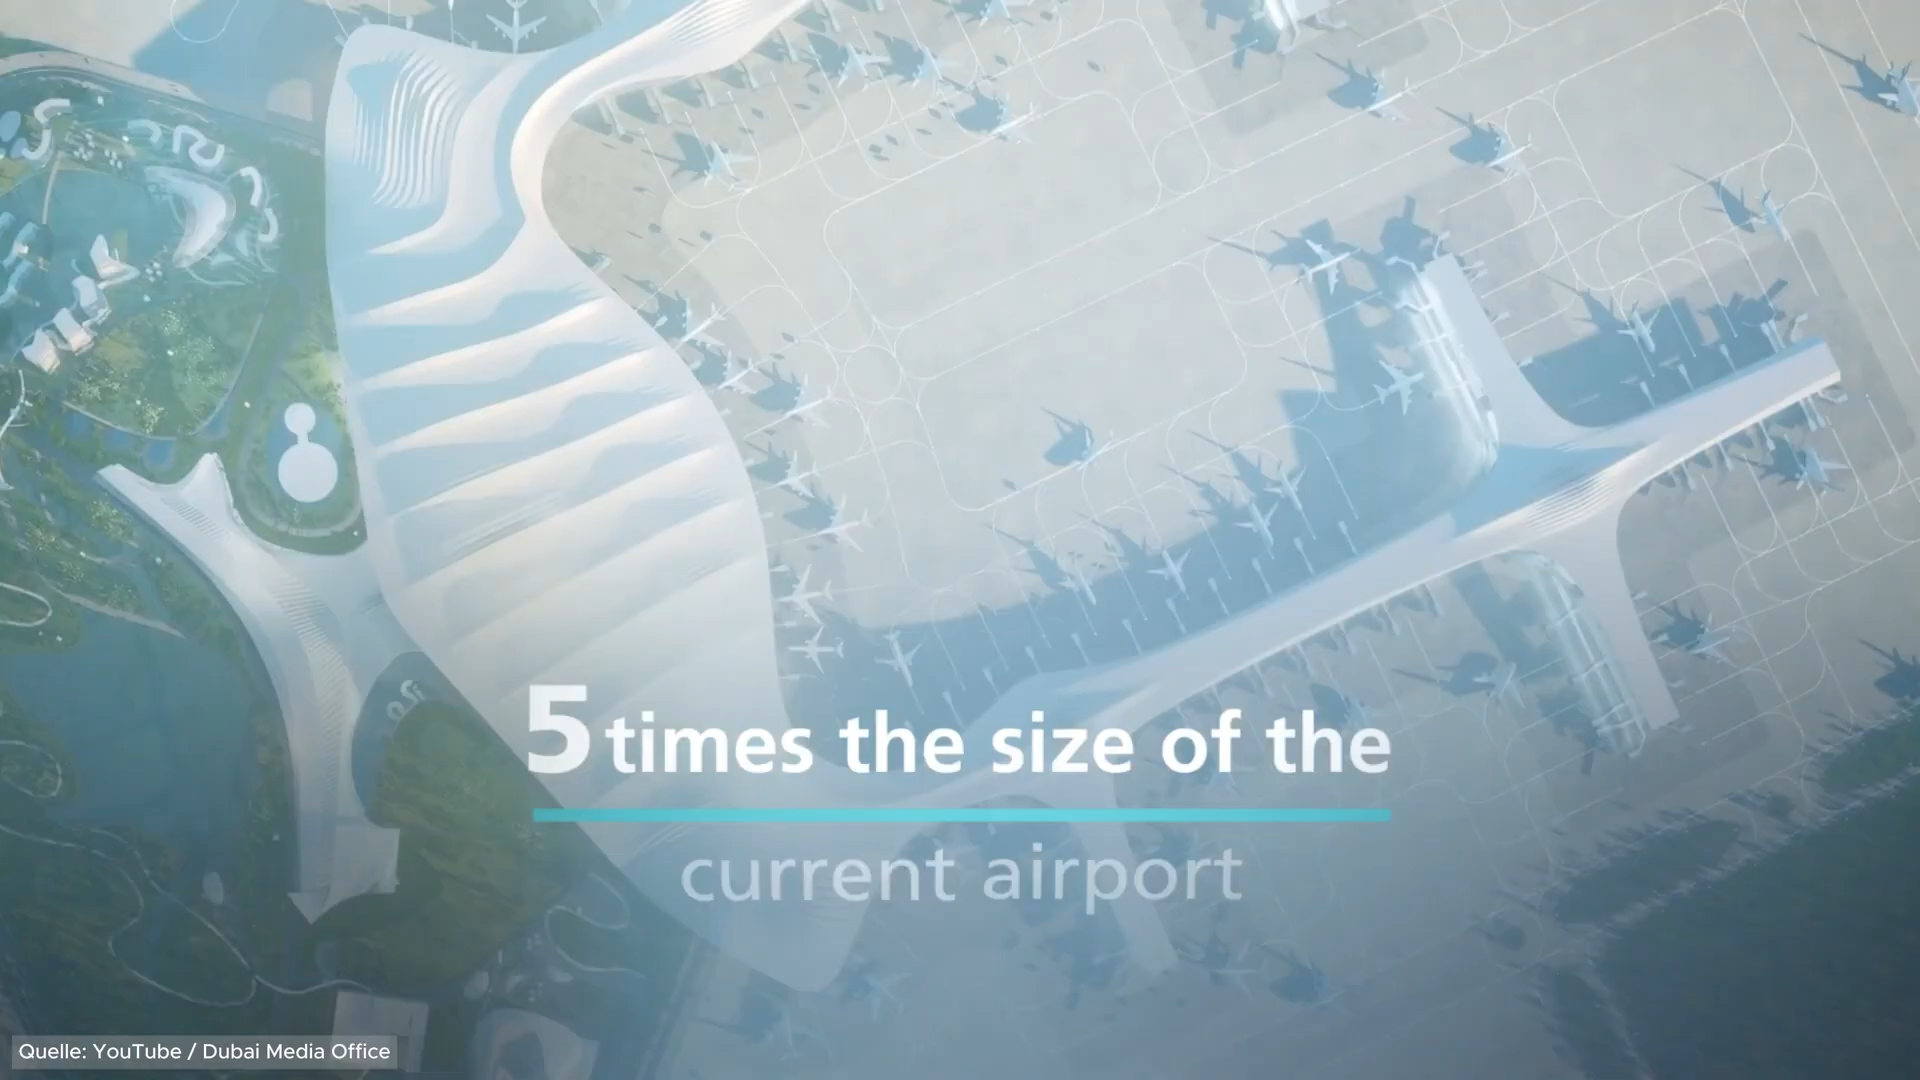 5 times the size of the
current airport
Quelle: YouTube / Dubai Media Office